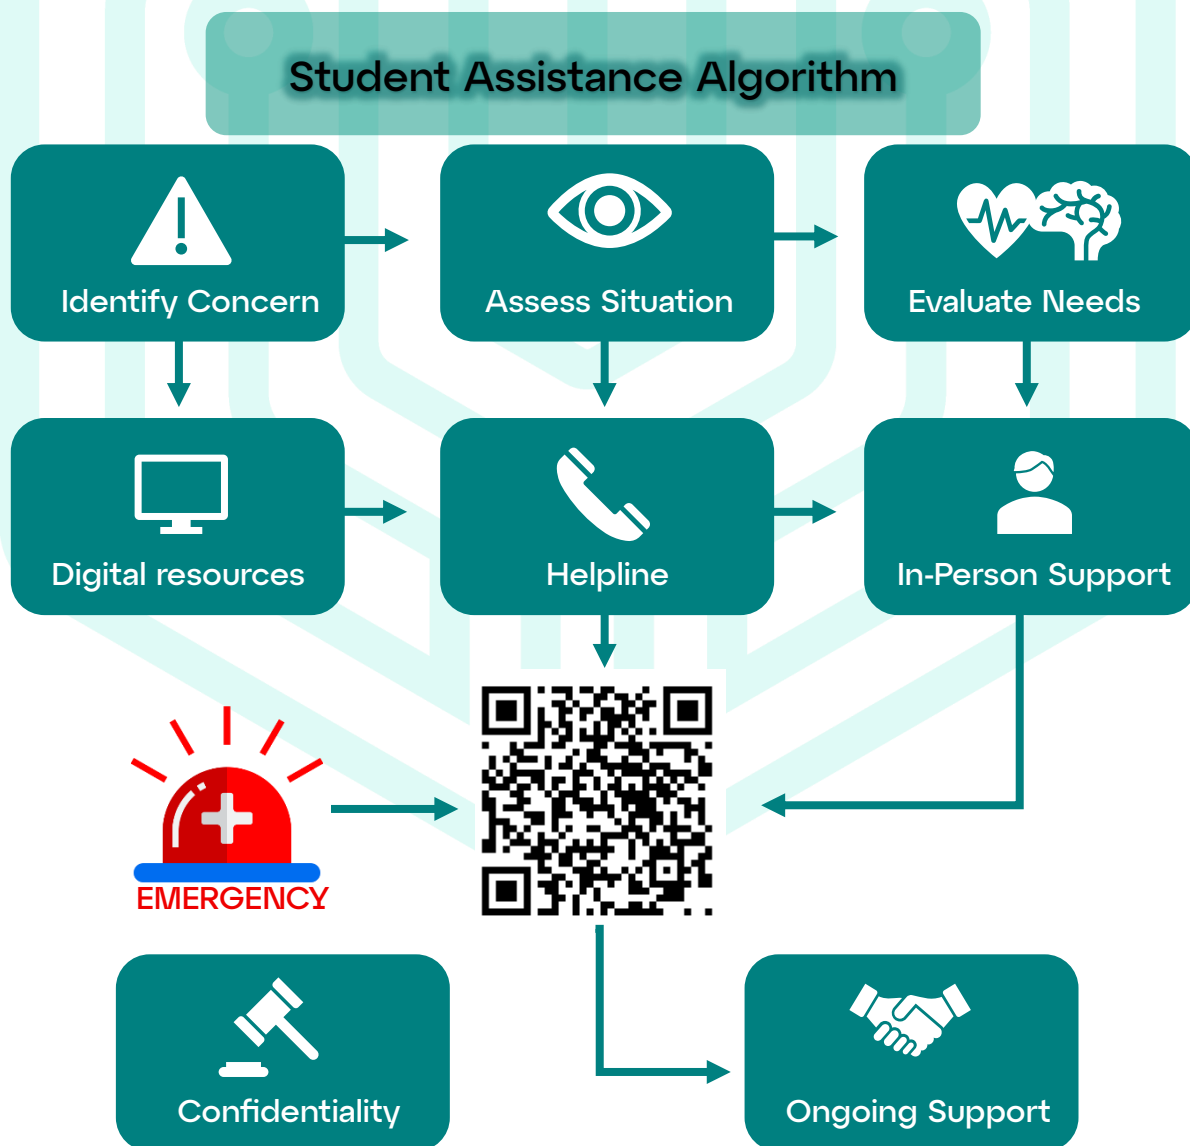 Student Assistance Algorithm
Identify Concern
Assess Situation
Evaluate Needs
Digital resources
Helpline
In-Person Support
EMERGENCY
Confidentiality
Ongoing Support